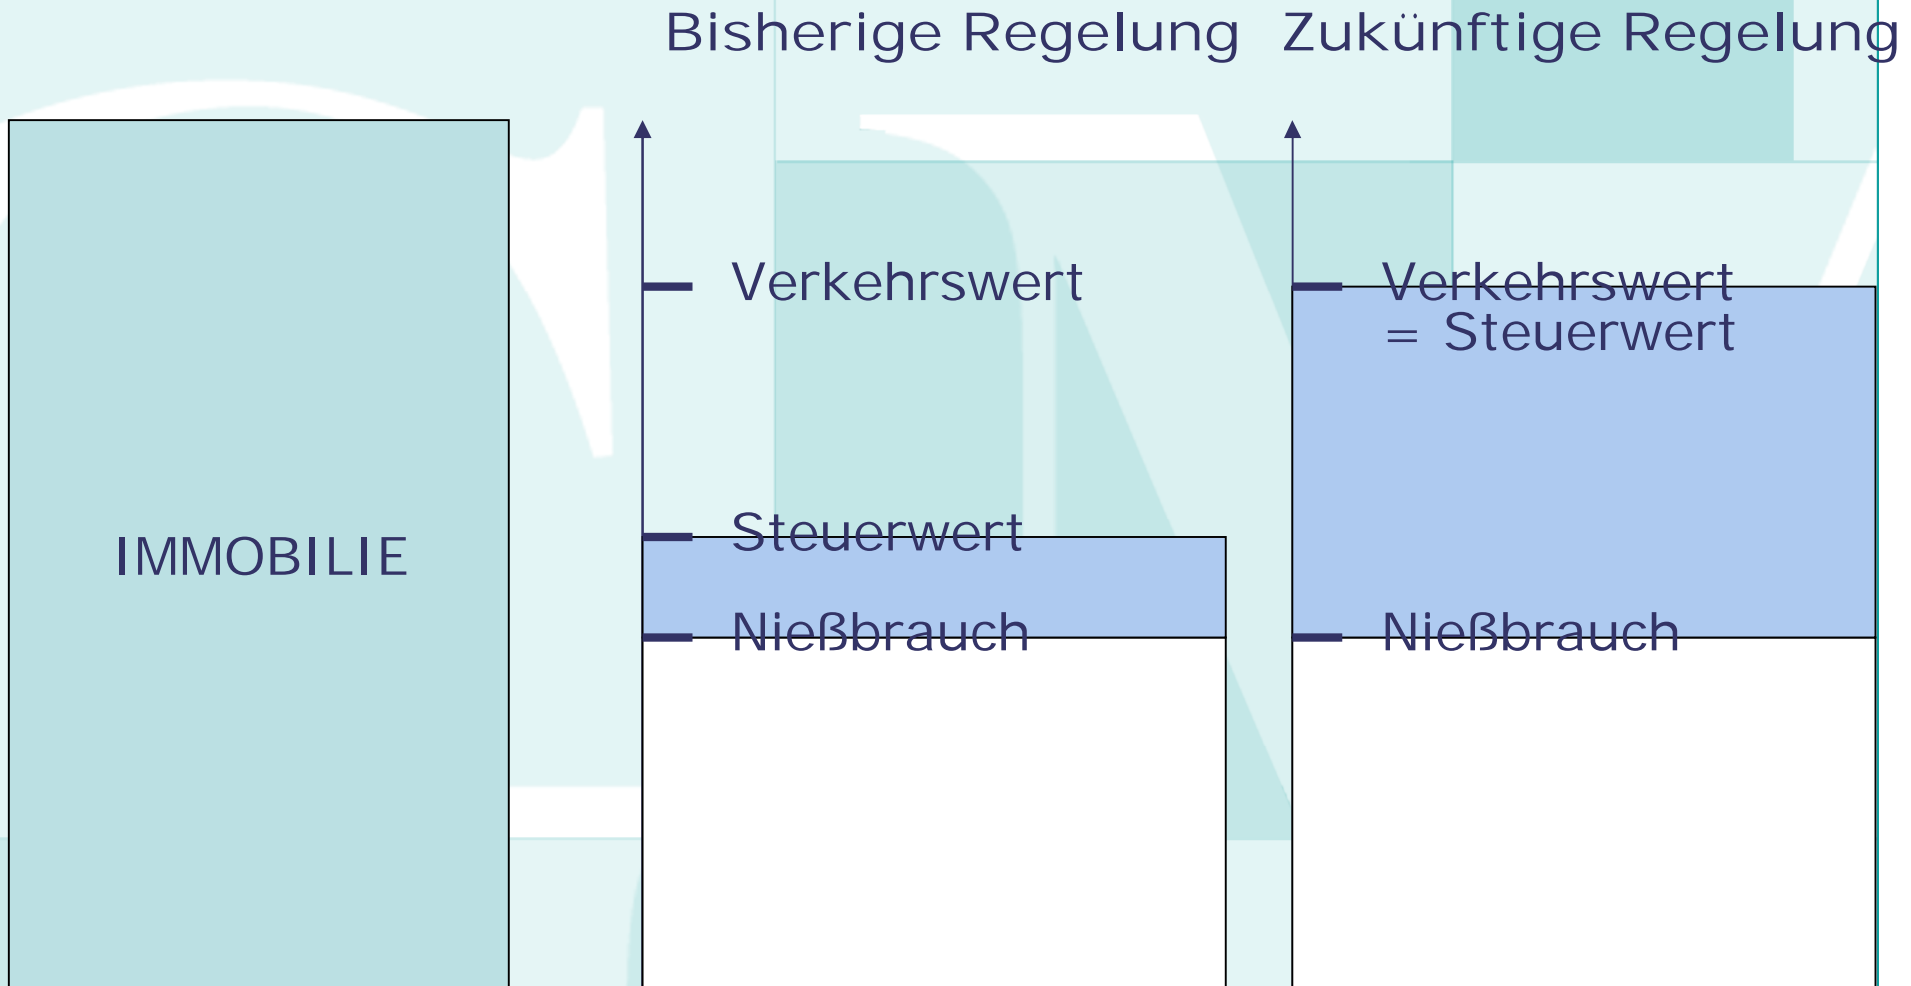 Bisherige Regelung
Zukünftige Regelung
IMMOBILIE
Verkehrswert
Steuerwert
Nießbrauch
Verkehrswert
= Steuerwert
Nießbrauch